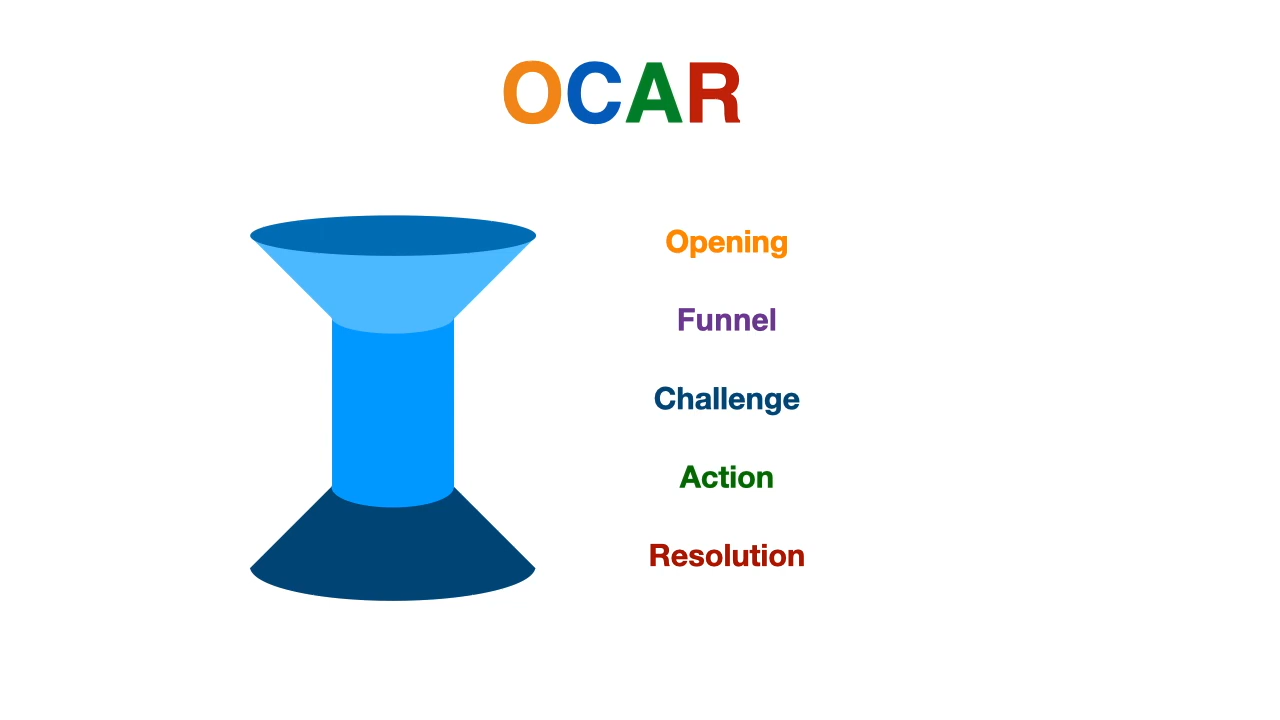 OCAR
Opening
Funnel
Challenge
Action
Resolution